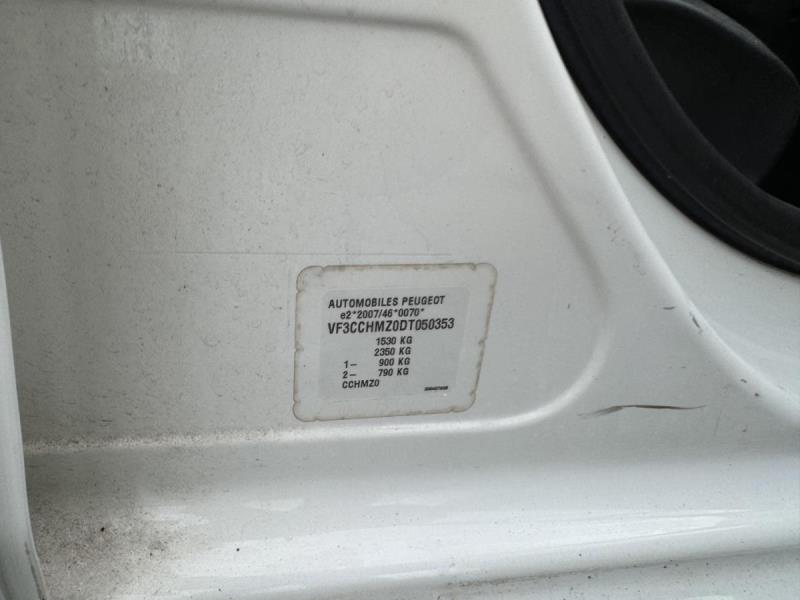 AUTOMOBILES PEUGEOT
e2*2007/46*0070*
VF3CCHMZ0DT050353
1530 KG
2350 KG
1– 900 KG
2– 790 KG
CCHMZ0